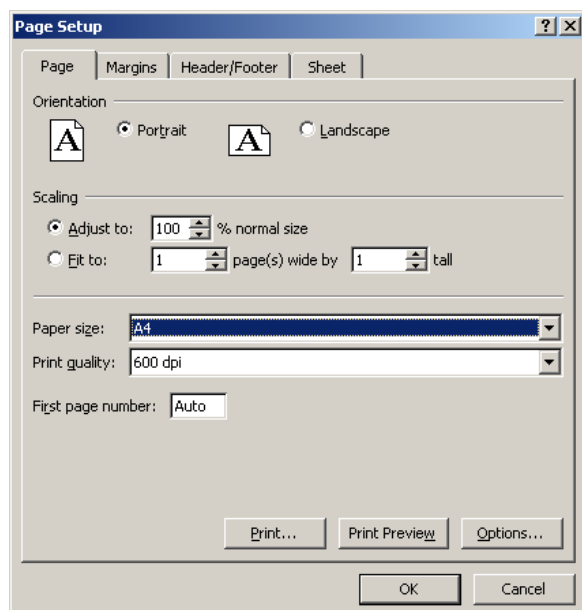 Page Setup ? X
Page Margins Header/Footer Sheet
Orientation
A Portrait A Landscape
Scaling
Adjust to: 100 % normal size
Fit to: 1 page(s) wide by 1 tall
Paper size: A4
Print quality: 600 dpi
First page number: Auto
Print... Print Preview Options...
OK Cancel